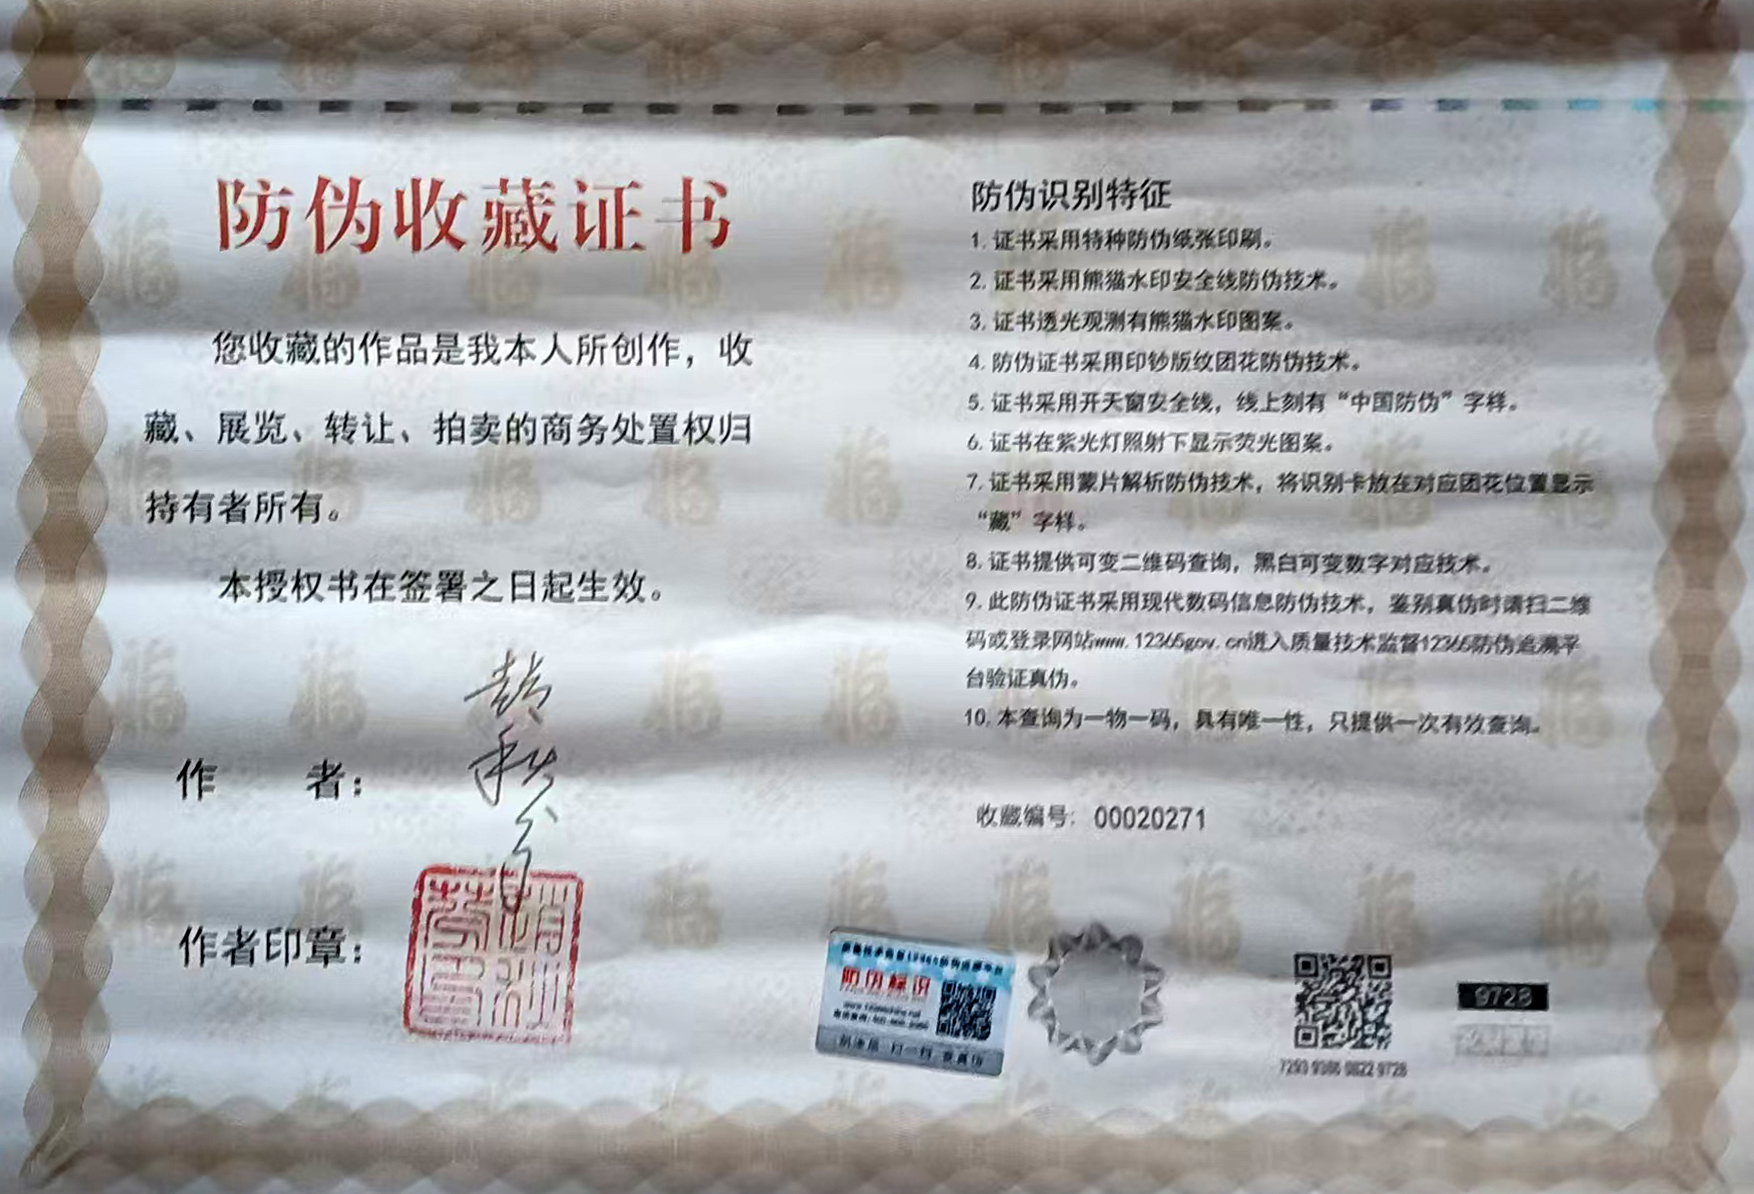 防伪收藏证书
您收藏的作品是我本人所创作，收
藏、展览、转让、拍卖的商务处置权归
持有者所有。
本授权书在签署之日起生效。
作 者：
作者印章：
防伪识别特征
1. 证书采用特种防伪纸张印刷。
2. 证书采用熊猫水印安全线防伪技术。
3. 证书透光观测有熊猫水印图案。
4. 防伪证书采用印钞版纹团花防伪技术。
5. 证书采用开天窗安全线，线上刻有“中国防伪”字样。
6. 证书在紫光灯照射下显示荧光图案。
7. 证书采用蒙片解析防伪技术，将识别卡放在对应团花位置显示
“藏”字样。
8. 证书提供可变二维码查询，黑白可变数字对应技术。
9. 此防伪证书采用现代数码信息防伪技术，鉴别真伪时请扫二维
码或登录网站www.12365gov.cn进入质量技术监督12365防伪追溯平
台验证真伪。
10. 本查询为一物一码，具有唯一性，只提供一次有效查询。
收藏编号：00020271
防伪标识
刮涂层 扫一扫 查真伪
9728